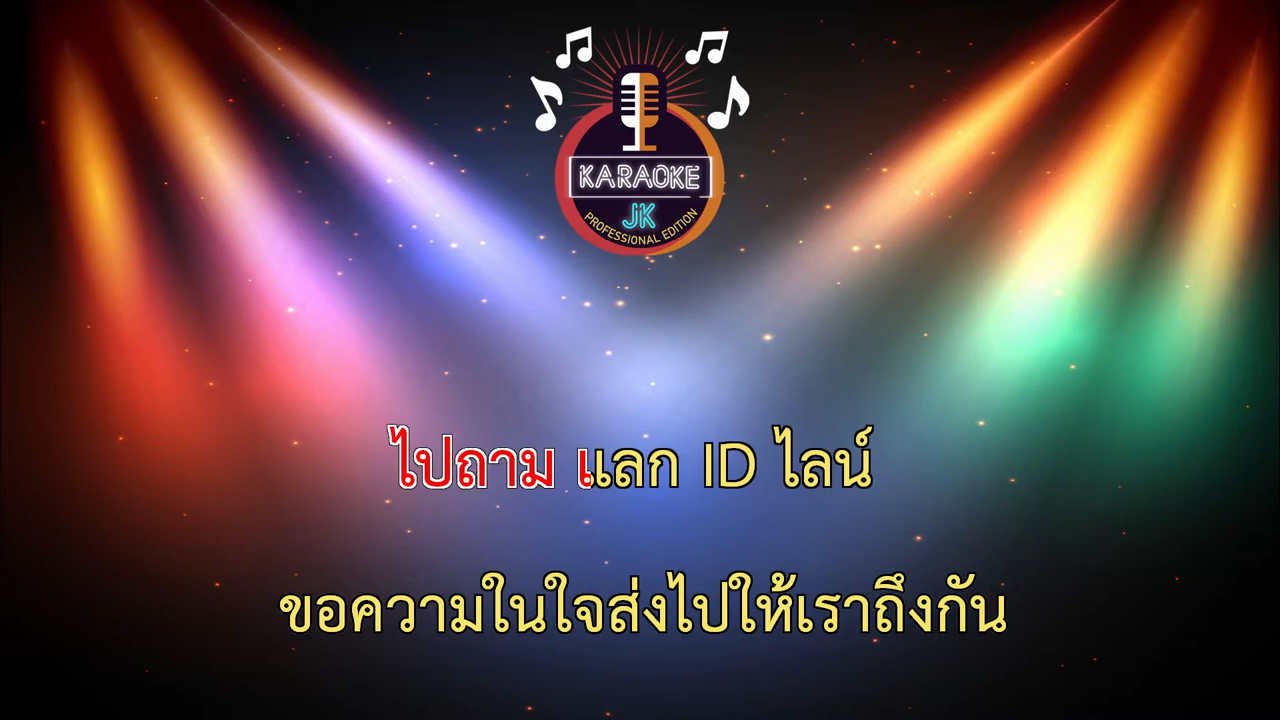 KARAOKE
JK
PROFESSIONAL EDITION
ไปถาม แลก ID ไลน์
ขอความในใจส่งไปให้เราถึงกัน